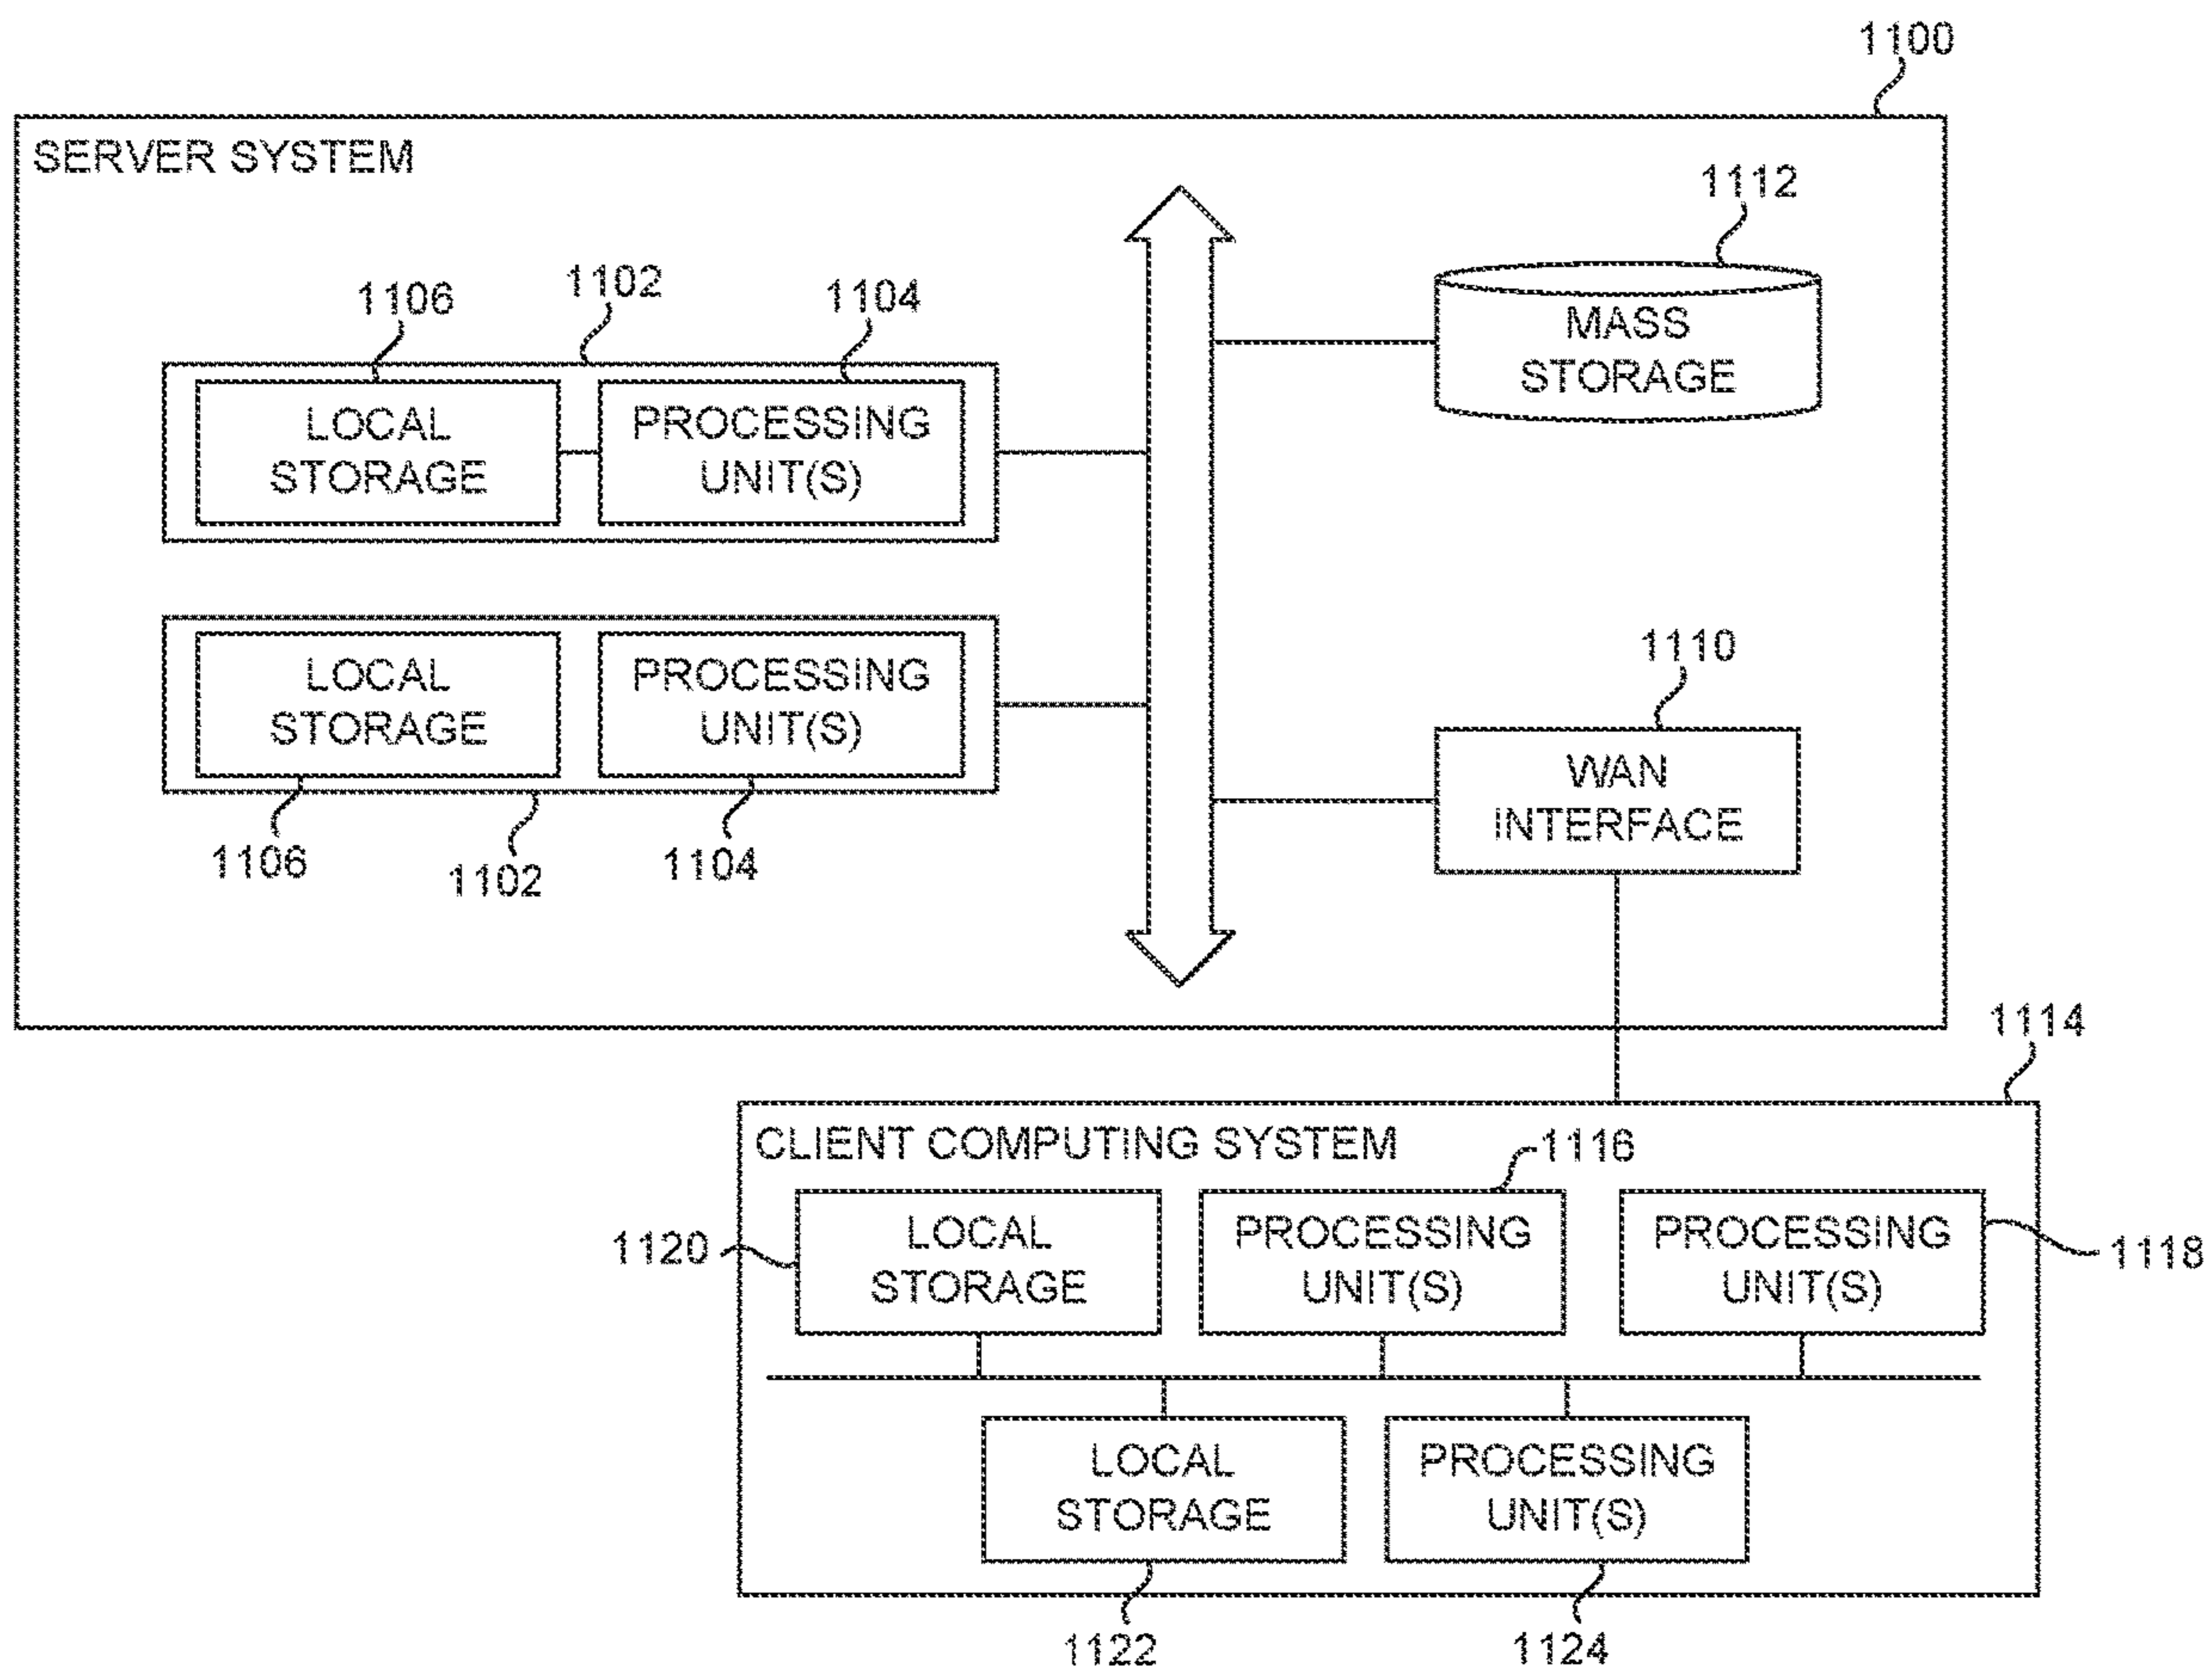 1100
SERVER SYSTEM
1112
1106
1102
1104
MASS
STORAGE
LOCAL
STORAGE
PROCESSING
UNIT(S)
LOCAL
STORAGE
PROCESSING
UNIT(S)
1110
WAN
INTERFACE
1106
1102
1104
1114
CLIENT COMPUTING SYSTEM
1116
1120
LOCAL
STORAGE
PROCESSING
UNIT(S)
PROCESSING
UNIT(S)
1118
LOCAL
STORAGE
PROCESSING
UNIT(S)
1122
1124